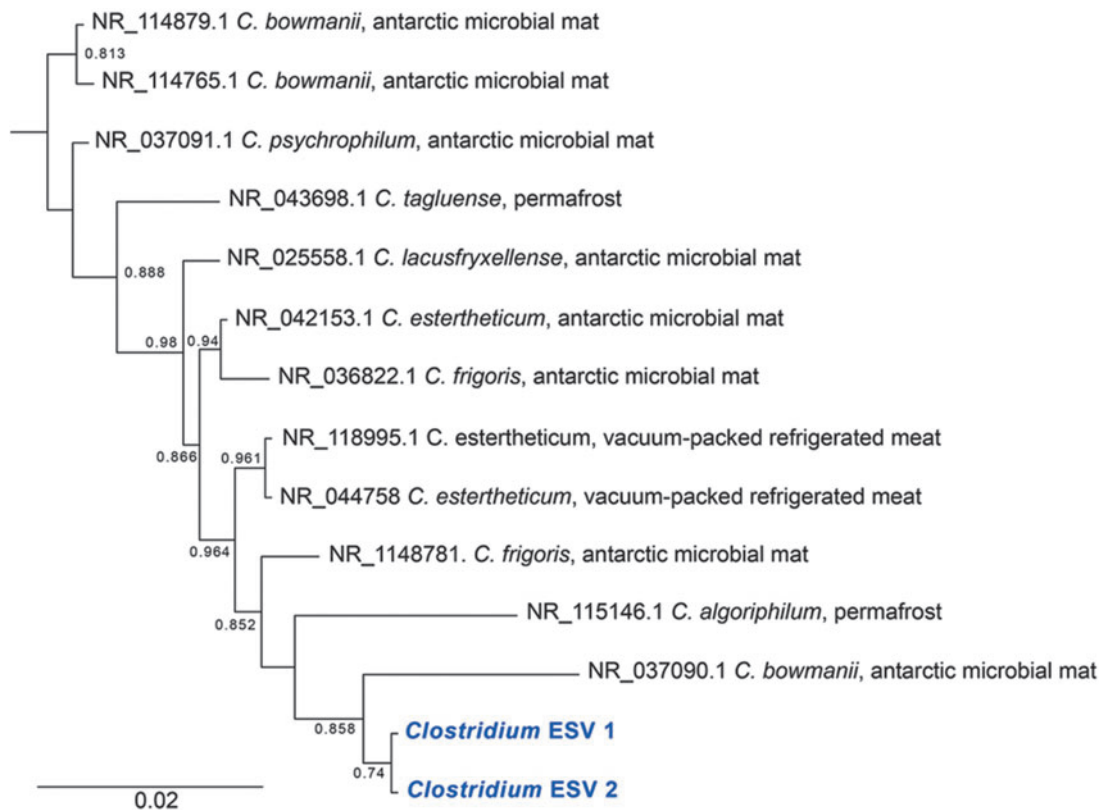 NR_114879.1 C. bowmanii, antarctic microbial mat
0.813
NR_114765.1 C. bowmanii, antarctic microbial mat
NR_037091.1 C. psychrophilum, antarctic microbial mat
NR_043698.1 C. tagluense, permafrost
0.888
NR_025558.1 C. lacusfryxellense, antarctic microbial mat
NR_042153.1 C. estertheticum, antarctic microbial mat
0.98
0.94
NR_036822.1 C. frigoris, antarctic microbial mat
NR_118995.1 C. estertheticum, vacuum-packed refrigerated meat
0.866
0.961
NR_044758 C. estertheticum, vacuum-packed refrigerated meat
0.964
NR_1148781. C. frigoris, antarctic microbial mat
NR_115146.1 C. algoriphilum, permafrost
0.852
NR_037090.1 C. bowmanii, antarctic microbial mat
0.858
Clostridium ESV 1
0.74
Clostridium ESV 2
0.02